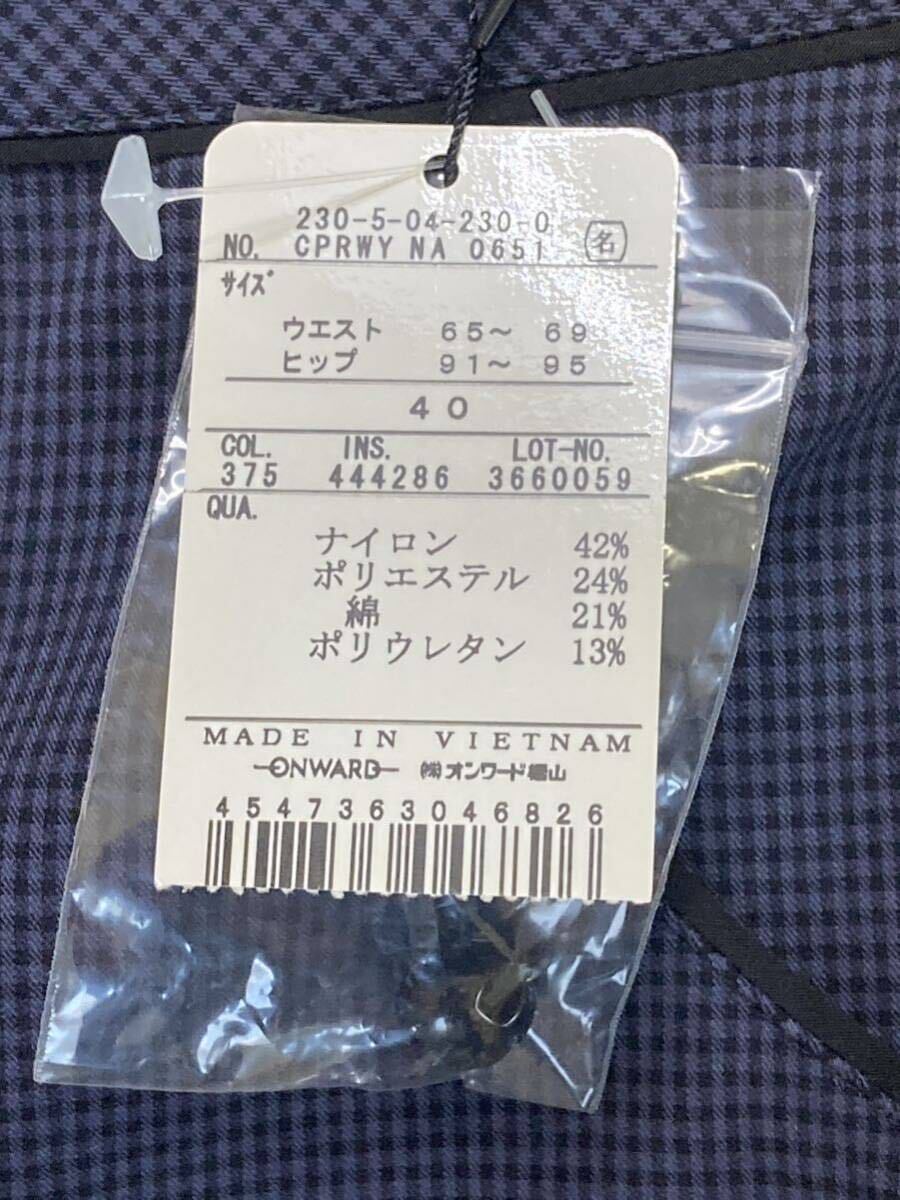 230-5-04-230-0
NO. CPRWY NA 0651 名
サイズ
ウエスト 65〜 69
ヒップ 91〜 95
40
COL. INS. LOT-NO.
375 444286 3660059
QUA.
ナイロン 42%
ポリエステル 24%
綿 21%
ポリウレタン 13%
MADE IN VIETNAM
ONWARD ㈱オンワード樫山
4547363046826